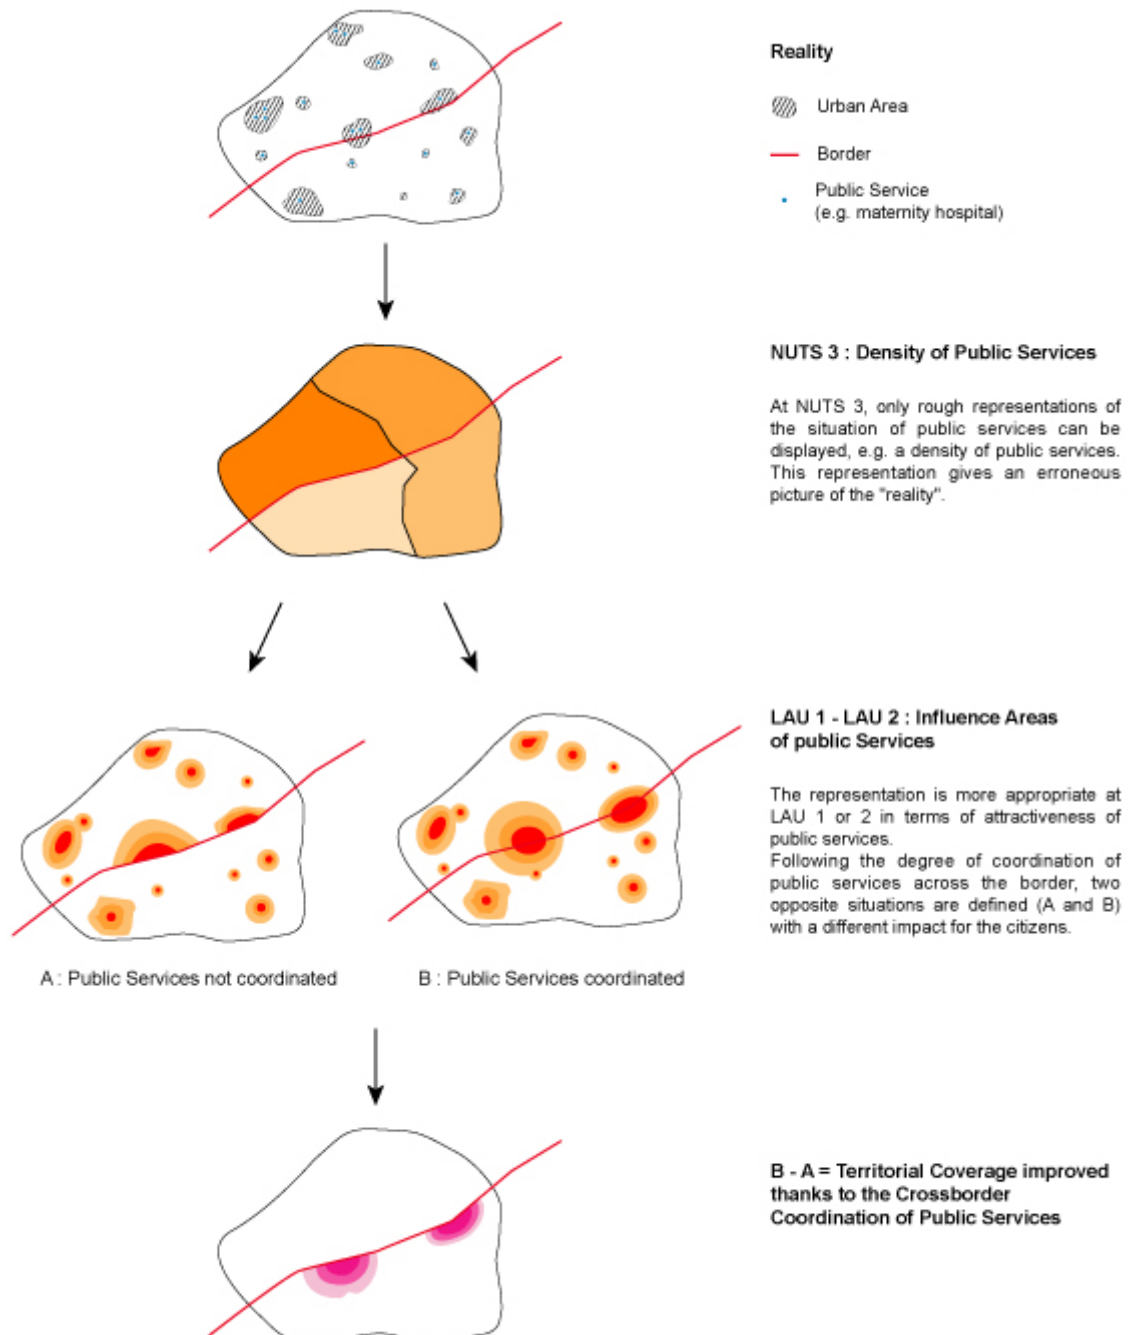 Reality
Urban Area
Border
Public Service
(e.g. maternity hospital)
NUTS 3 : Density of Public Services
At NUTS 3, only rough representations of
the situation of public services can be
displayed, e.g. a density of public services.
This representation gives an erroneous
picture of the "reality".
LAU 1 - LAU 2 : Influence Areas
of public Services
The representation is more appropriate at
LAU 1 or 2 in terms of attractiveness of
public services.
Following the degree of coordination of
public services across the border, two
opposite situations are defined (A and B)
with a different impact for the citizens.
A : Public Services not coordinated
B : Public Services coordinated
B - A = Territorial Coverage improved
thanks to the Crossborder
Coordination of Public Services